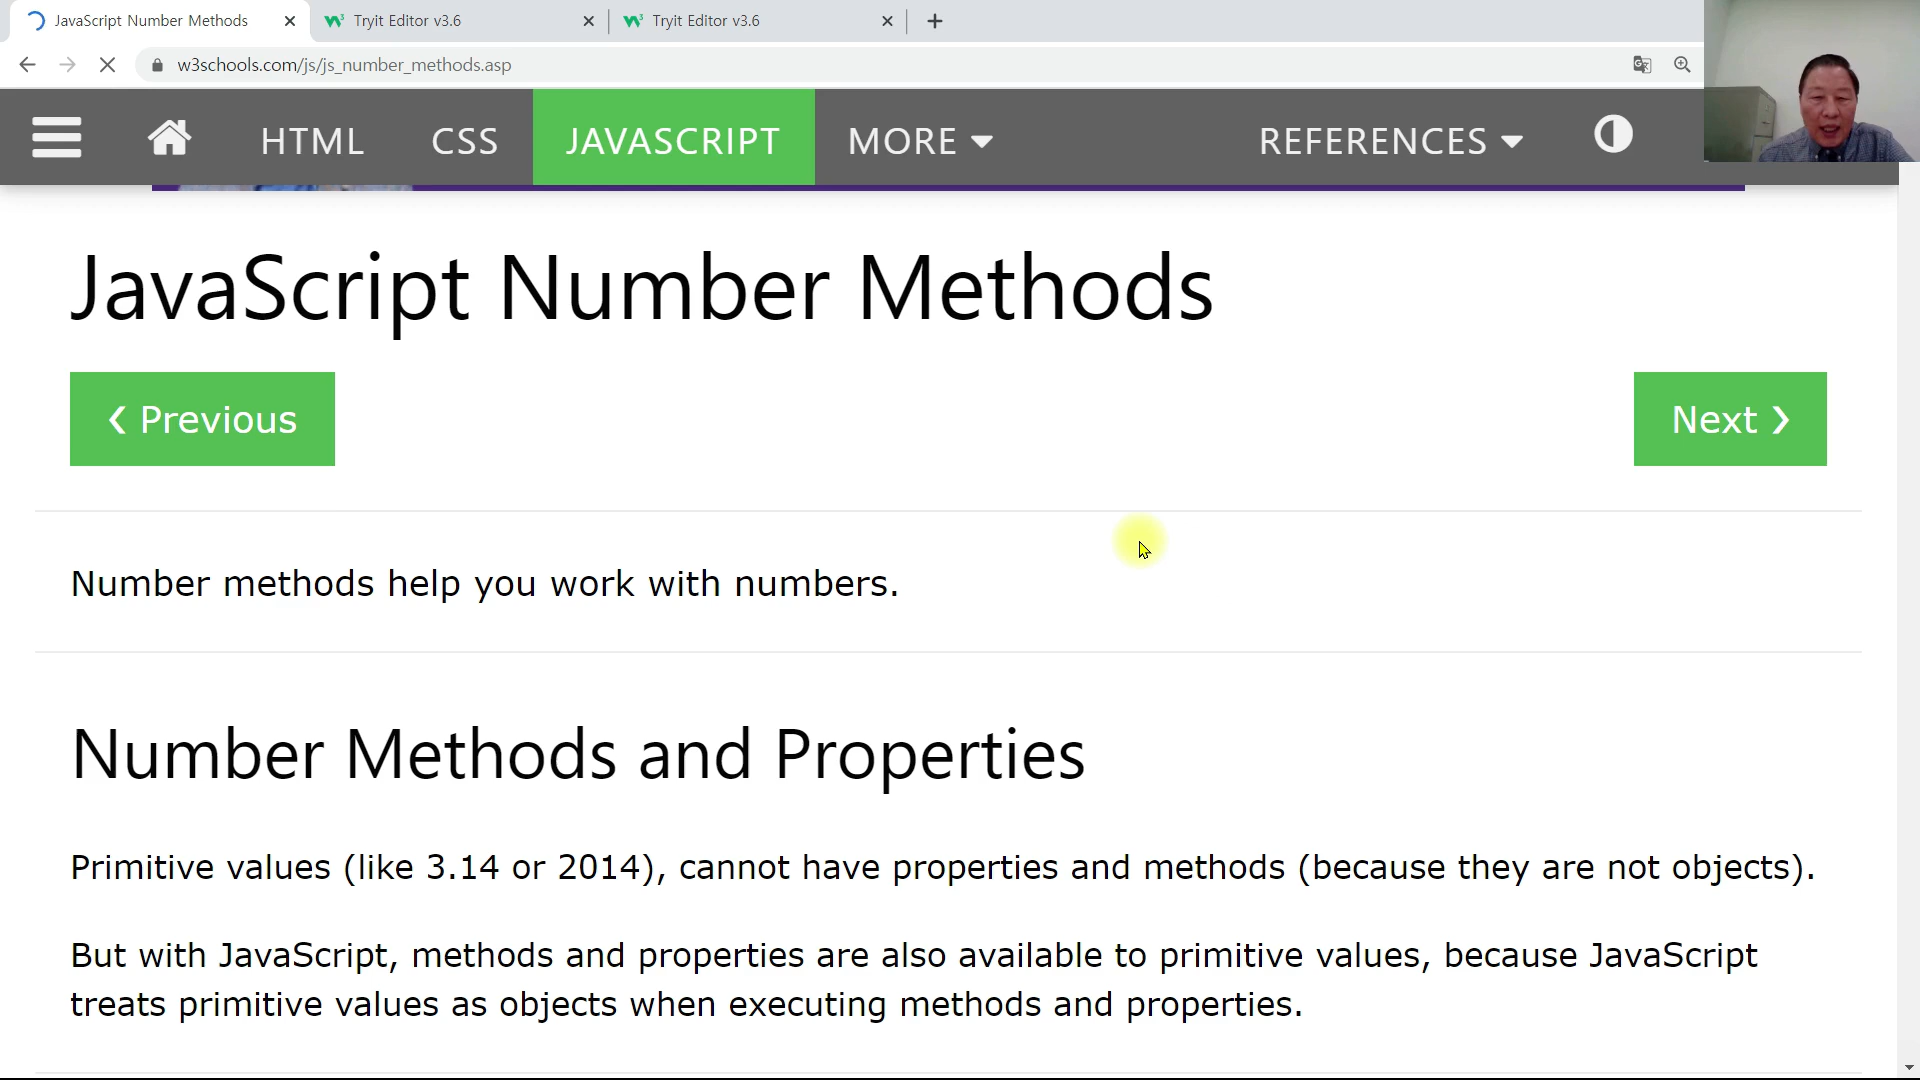 JavaScript Number Methods
Tryit Editor v3.6
Tryit Editor v3.6
w3schools.com/js/js_number_methods.asp
HTML CSS JAVASCRIPT MORE REFERENCES
JavaScript Number Methods
❮ Previous
Next ❯
Number methods help you work with numbers.
Number Methods and Properties
Primitive values (like 3.14 or 2014), cannot have properties and methods (because they are not objects).
But with JavaScript, methods and properties are also available to primitive values, because JavaScript
treats primitive values as objects when executing methods and properties.